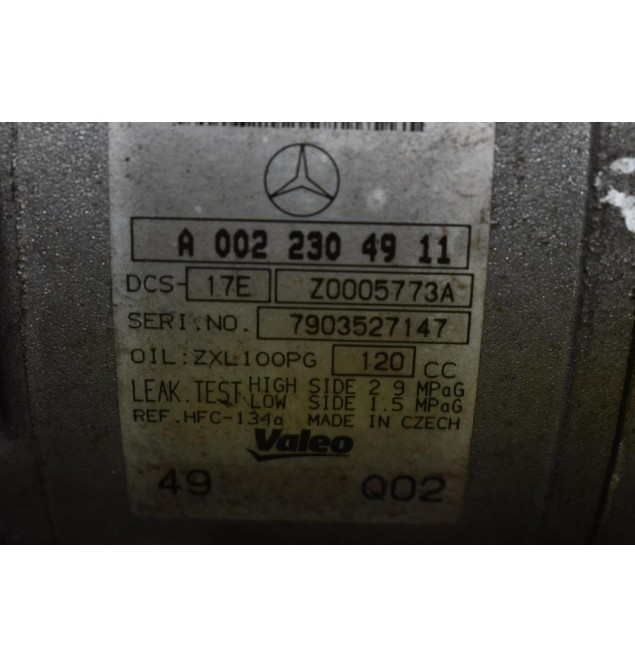 A 002 230 49 11
DCS- 17E Z0005773A
SERI.NO. 7903527147
OIL:ZXL100PG 120 CC
LEAK.TEST HIGH SIDE 2.9 MPaG
LOW SIDE 1.5 MPaG
REF.HFC-134a MADE IN CZECH
Valeo
49 Q02